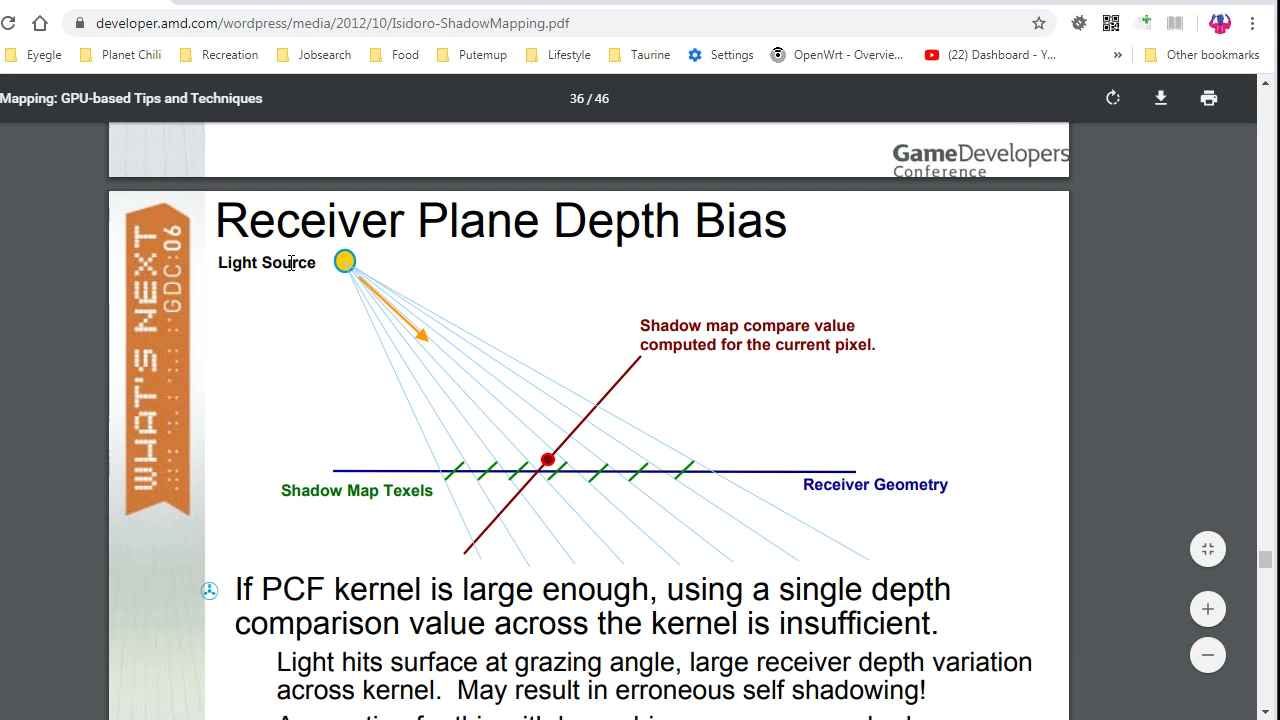 developer.amd.com/wordpress/media/2012/10/Isidoro-ShadowMapping.pdf
Eyegle Planet Chili Recreation Jobsearch Food Putemup Lifestyle Taurine Settings OpenWrt - Overvie... (22) Dashboard - Y... » Other bookmarks
Mapping: GPU-based Tips and Techniques 36 / 46
GameDevelopers
Conference
WHAT'S NEXT
GDC:06
Receiver Plane Depth Bias
Light Source
Shadow map compare value
computed for the current pixel.
Shadow Map Texels
Receiver Geometry
If PCF kernel is large enough, using a single depth
comparison value across the kernel is insufficient.
Light hits surface at grazing angle, large receiver depth variation
across kernel. May result in erroneous self shadowing!